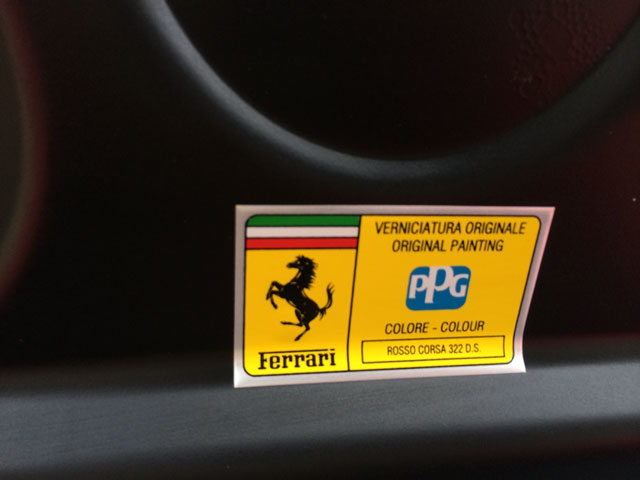 VERNICIATURA ORIGINALE
ORIGINAL PAINTING
PPG
COLORE - COLOUR
ROSSO CORSA 322 D.S.
Ferrari